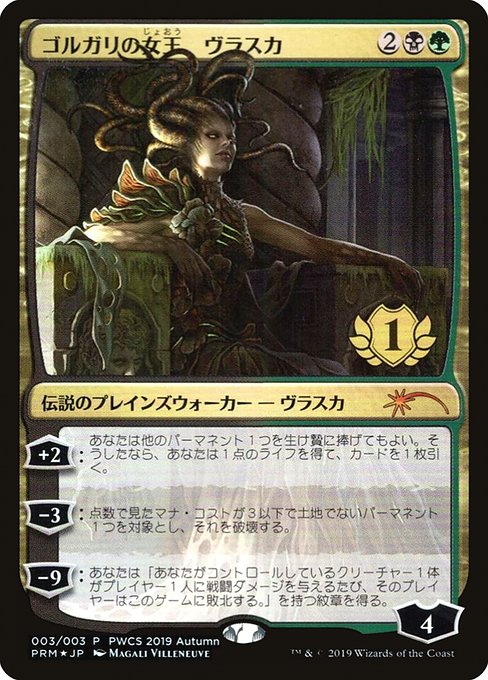 ゴルガリの女王　ヴラスカ 2
じょおう
1
伝説のプレインズウォーカー — ヴラスカ
+2 : あなたは他のパーマネント１つを生け贄に捧げてもよい。そ
うしたなら、あなたは１点のライフを得て、カードを１枚引
く。
-3 : 点数で見たマナ・コストが３以下で土地でないパーマネント
１つを対象とし、それを破壊する。
-9 : あなたは「あなたがコントロールしているクリーチャー１体
がプレイヤー１人に戦闘ダメージを与えるたび、そのプレイ
ヤーはこのゲームに敗北する。」を持つ紋章を得る。
4
003/003 P PWCS 2019 Autumn
PRM★JP Magali Villeneuve
™ & © 2019 Wizards of the Coast